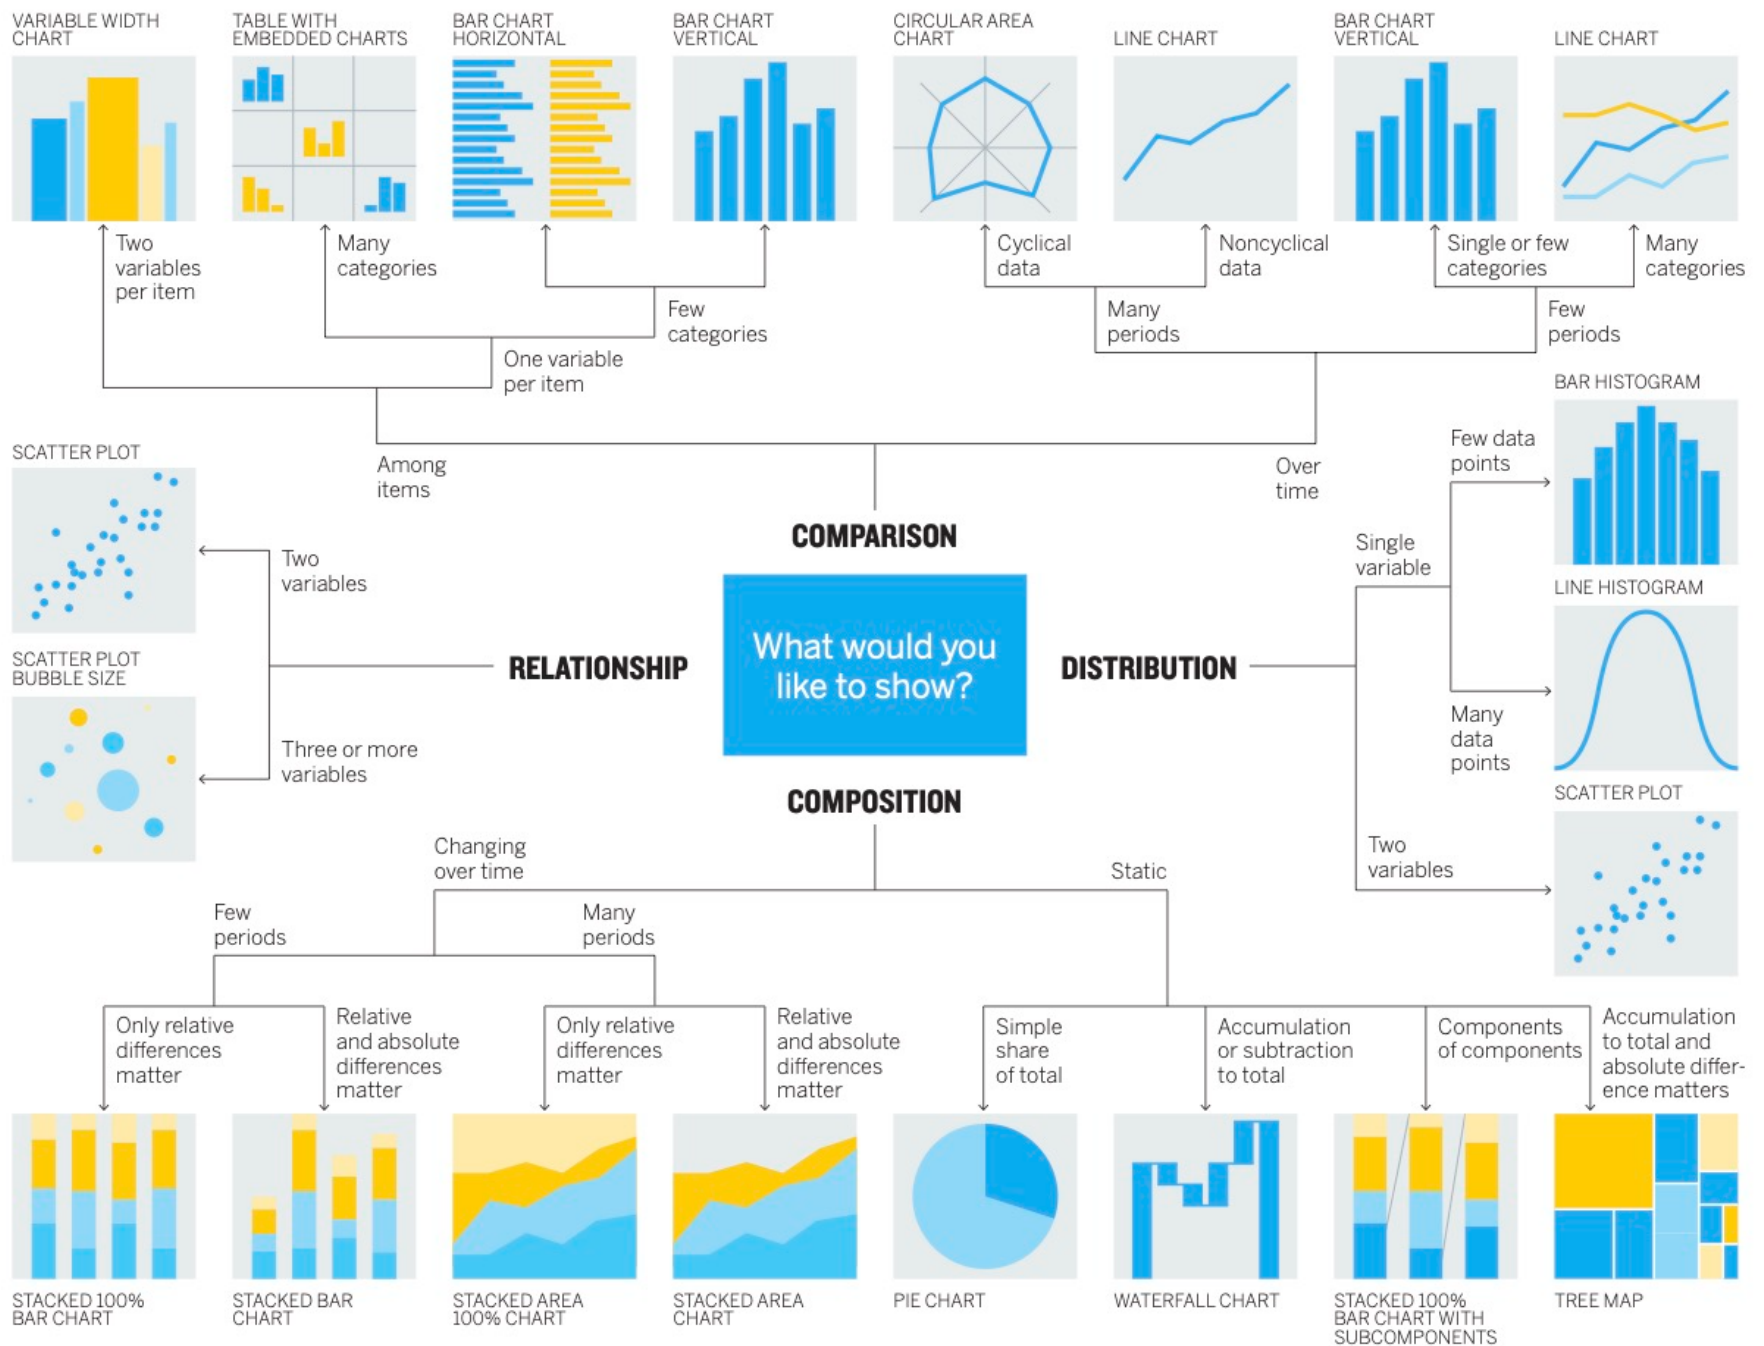 VARIABLE WIDTH
CHART
TABLE WITH
EMBEDDED CHARTS
BAR CHART
HORIZONTAL
BAR CHART
VERTICAL
CIRCULAR AREA
CHART
LINE CHART
BAR CHART
VERTICAL
LINE CHART
Two
variables
per item
Many
categories
Few
categories
One variable
per item
Cyclical
data
Noncyclical
data
Many
periods
Single or few
categories
Many
categories
Few
periods
Among
items
Over
time
COMPARISON
What would you
like to show?
SCATTER PLOT
Two
variables
RELATIONSHIP
SCATTER PLOT
BUBBLE SIZE
Three or more
variables
DISTRIBUTION
Single
variable
BAR HISTOGRAM
Few data
points
LINE HISTOGRAM
Many
data
points
SCATTER PLOT
Two
variables
COMPOSITION
Changing
over time
Static
Few
periods
Many
periods
Only relative
differences
matter
Relative
and absolute
differences
matter
Only relative
differences
matter
Relative
and absolute
differences
matter
Simple
share
of total
Accumulation
or subtraction
to total
Components
of components
Accumulation
to total and
absolute differ-
ence matters
STACKED 100%
BAR CHART
STACKED BAR
CHART
STACKED AREA
100% CHART
STACKED AREA
CHART
PIE CHART
WATERFALL CHART
STACKED 100%
BAR CHART WITH
SUBCOMPONENTS
TREE MAP